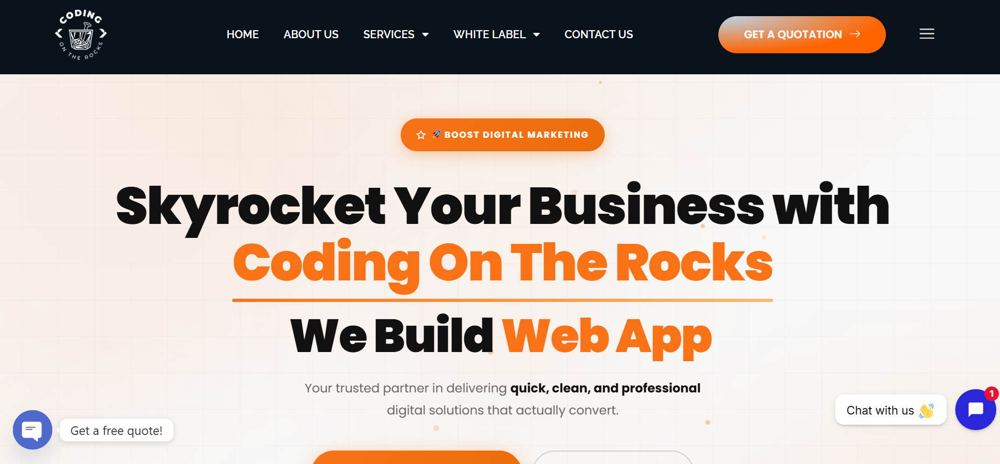 CODING
ON THE ROCKS
HOME
ABOUT US
SERVICES
WHITE LABEL
CONTACT US
GET A QUOTATION →
🚀 BOOST DIGITAL MARKETING
Skyrocket Your Business with
Coding On The Rocks
We Build Web App
Your trusted partner in delivering quick, clean, and professional
digital solutions that actually convert.
1
Chat with us 👋
Get a free quote!